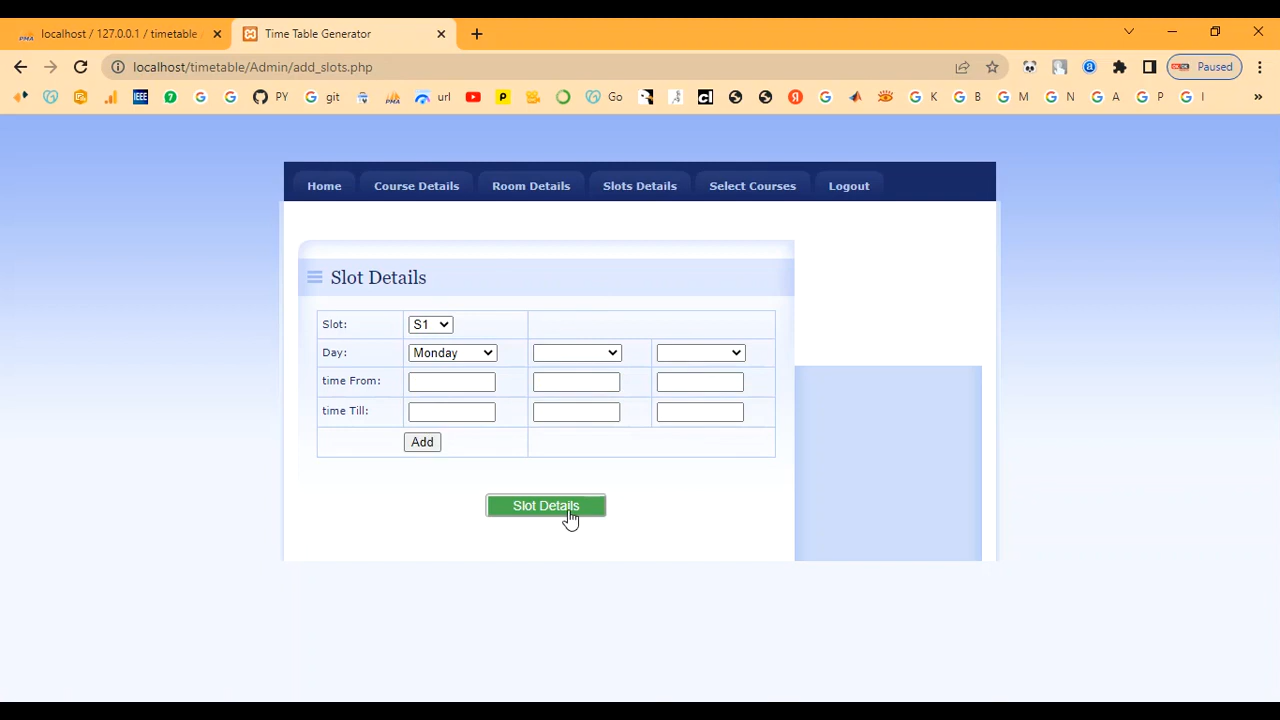 localhost / 127.0.0.1 / timetable
Time Table Generator
localhost/timetable/Admin/add_slots.php
Paused
IEEE
PY
git
url
Go
K
B
M
N
A
P
I
Home
Course Details
Room Details
Slots Details
Select Courses
Logout
Slot Details
Slot:
S1
Day:
Monday
time From:
time Till:
Add
Slot Details